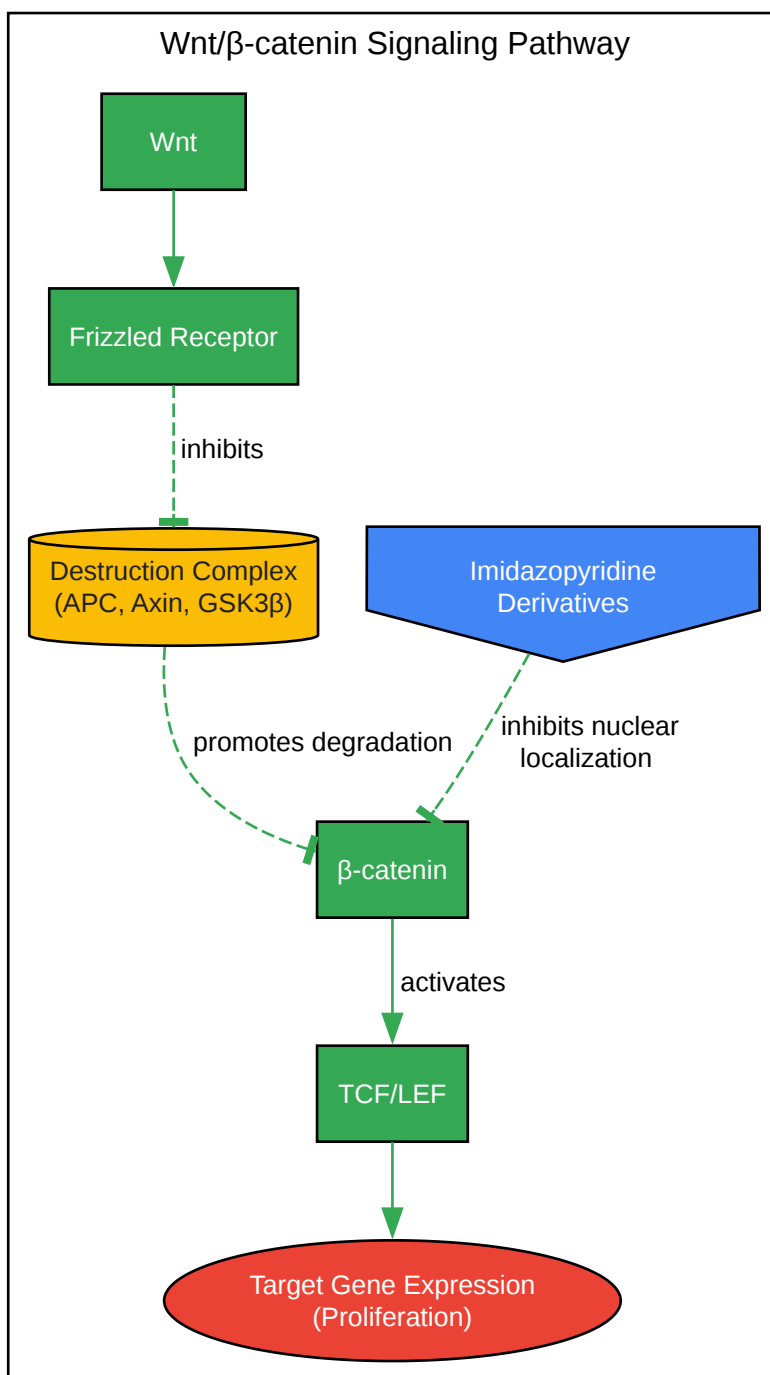 Wnt/β-catenin Signaling Pathway
Wnt
Frizzled Receptor
inhibits
Destruction Complex
(APC, Axin, GSK3β)
Imidazopyridine
Derivatives
promotes degradation
inhibits nuclear
localization
β-catenin
activates
TCF/LEF
Target Gene Expression
(Proliferation)